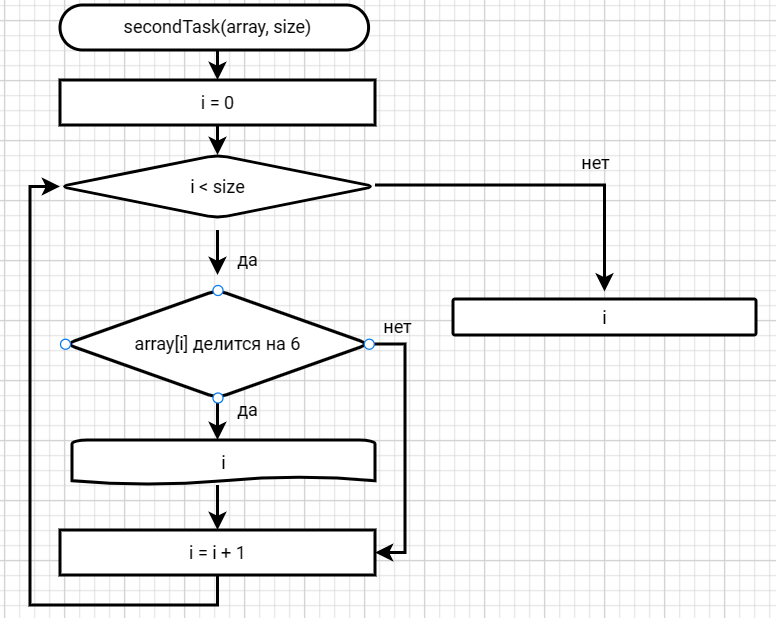 secondTask(array, size)
i = 0
i < size
нет
да
array[i] делится на 6
нет
i
да
i
i = i + 1